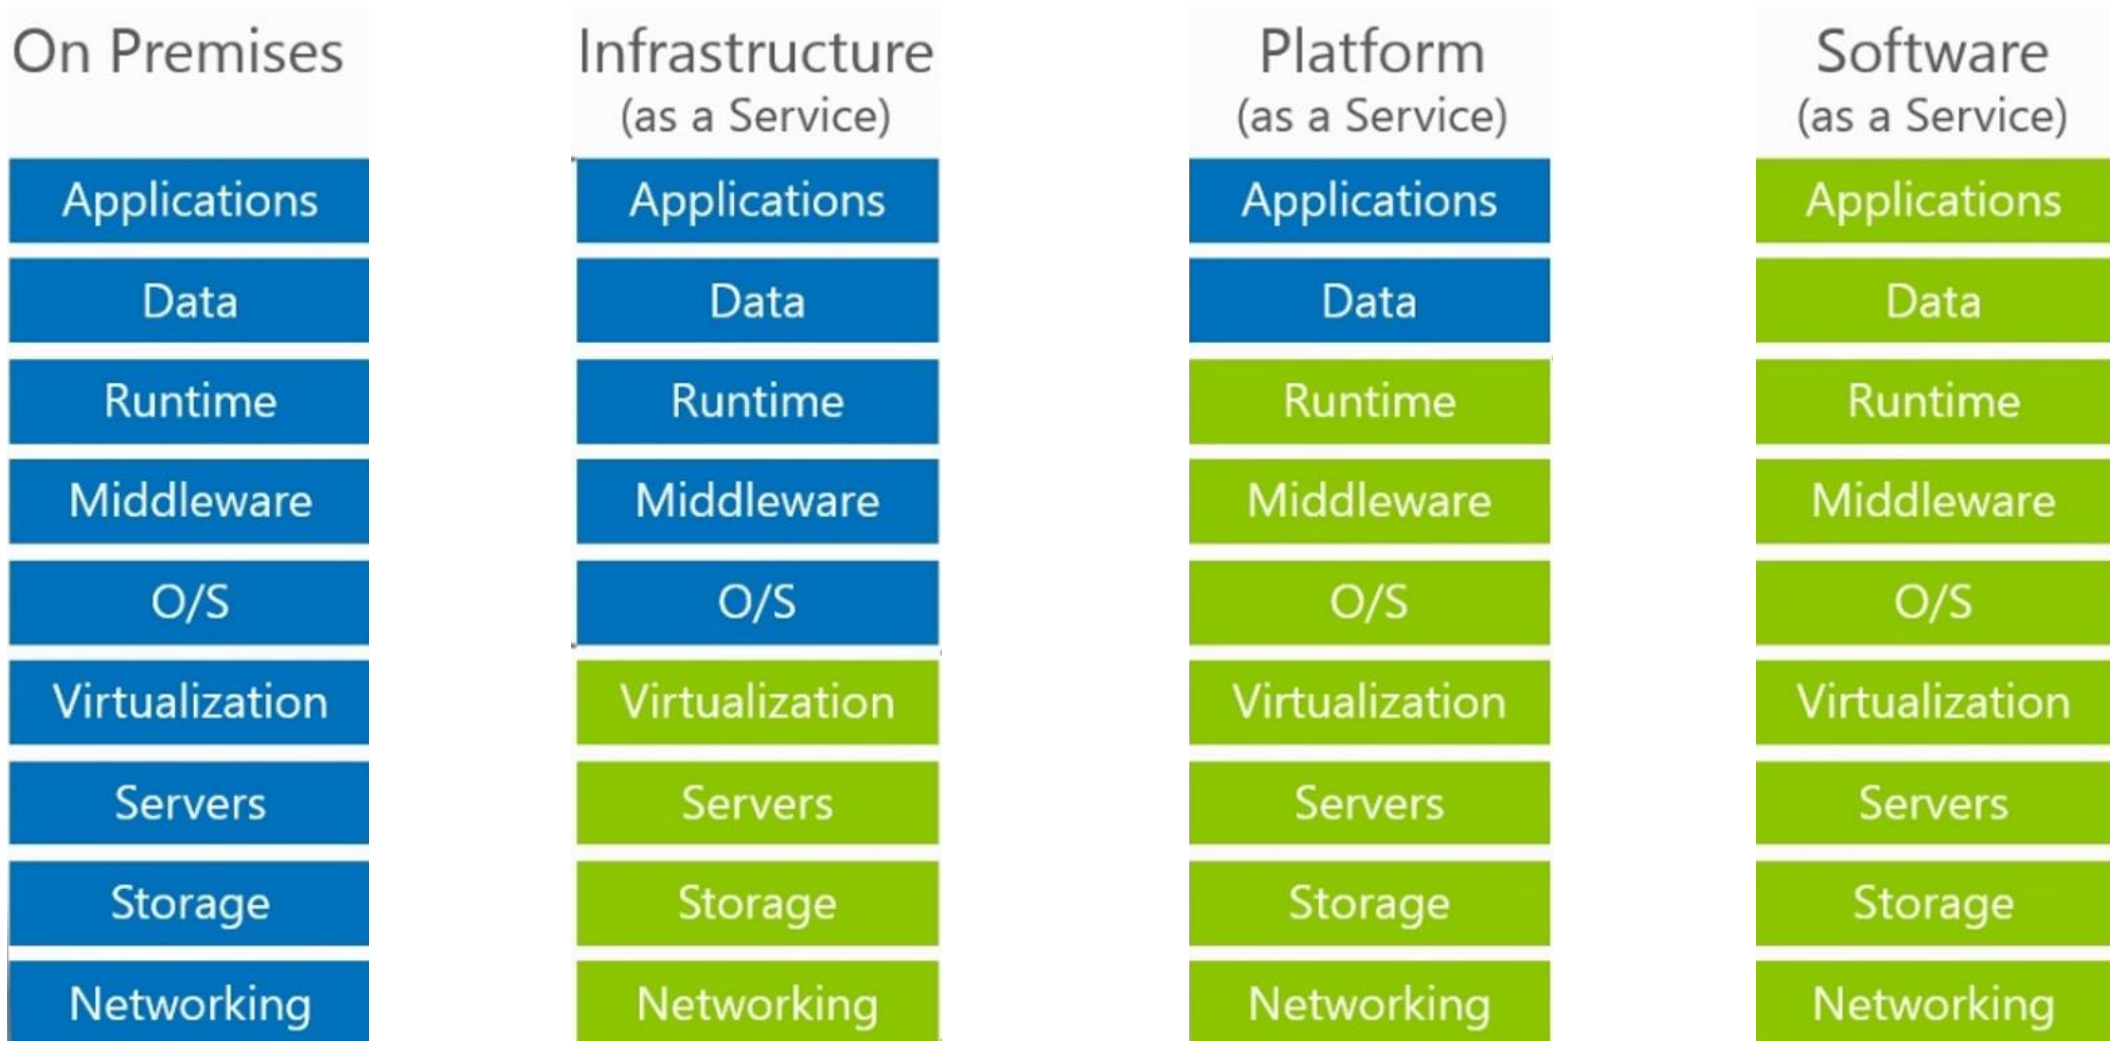 On Premises
Applications
Data
Runtime
Middleware
O/S
Virtualization
Servers
Storage
Networking
Infrastructure
(as a Service)
Applications
Data
Runtime
Middleware
O/S
Virtualization
Servers
Storage
Networking
Platform
(as a Service)
Applications
Data
Runtime
Middleware
O/S
Virtualization
Servers
Storage
Networking
Software
(as a Service)
Applications
Data
Runtime
Middleware
O/S
Virtualization
Servers
Storage
Networking